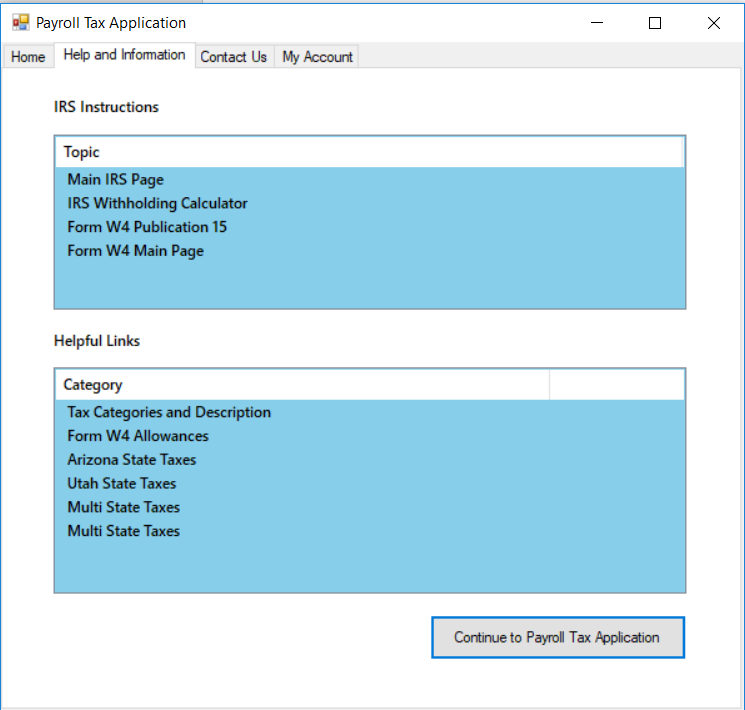 Payroll Tax Application
Home Help and Information Contact Us My Account
IRS Instructions
Topic
Main IRS Page
IRS Withholding Calculator
Form W4 Publication 15
Form W4 Main Page
Helpful Links
Category
Tax Categories and Description
Form W4 Allowances
Arizona State Taxes
Utah State Taxes
Multi State Taxes
Multi State Taxes
Continue to Payroll Tax Application